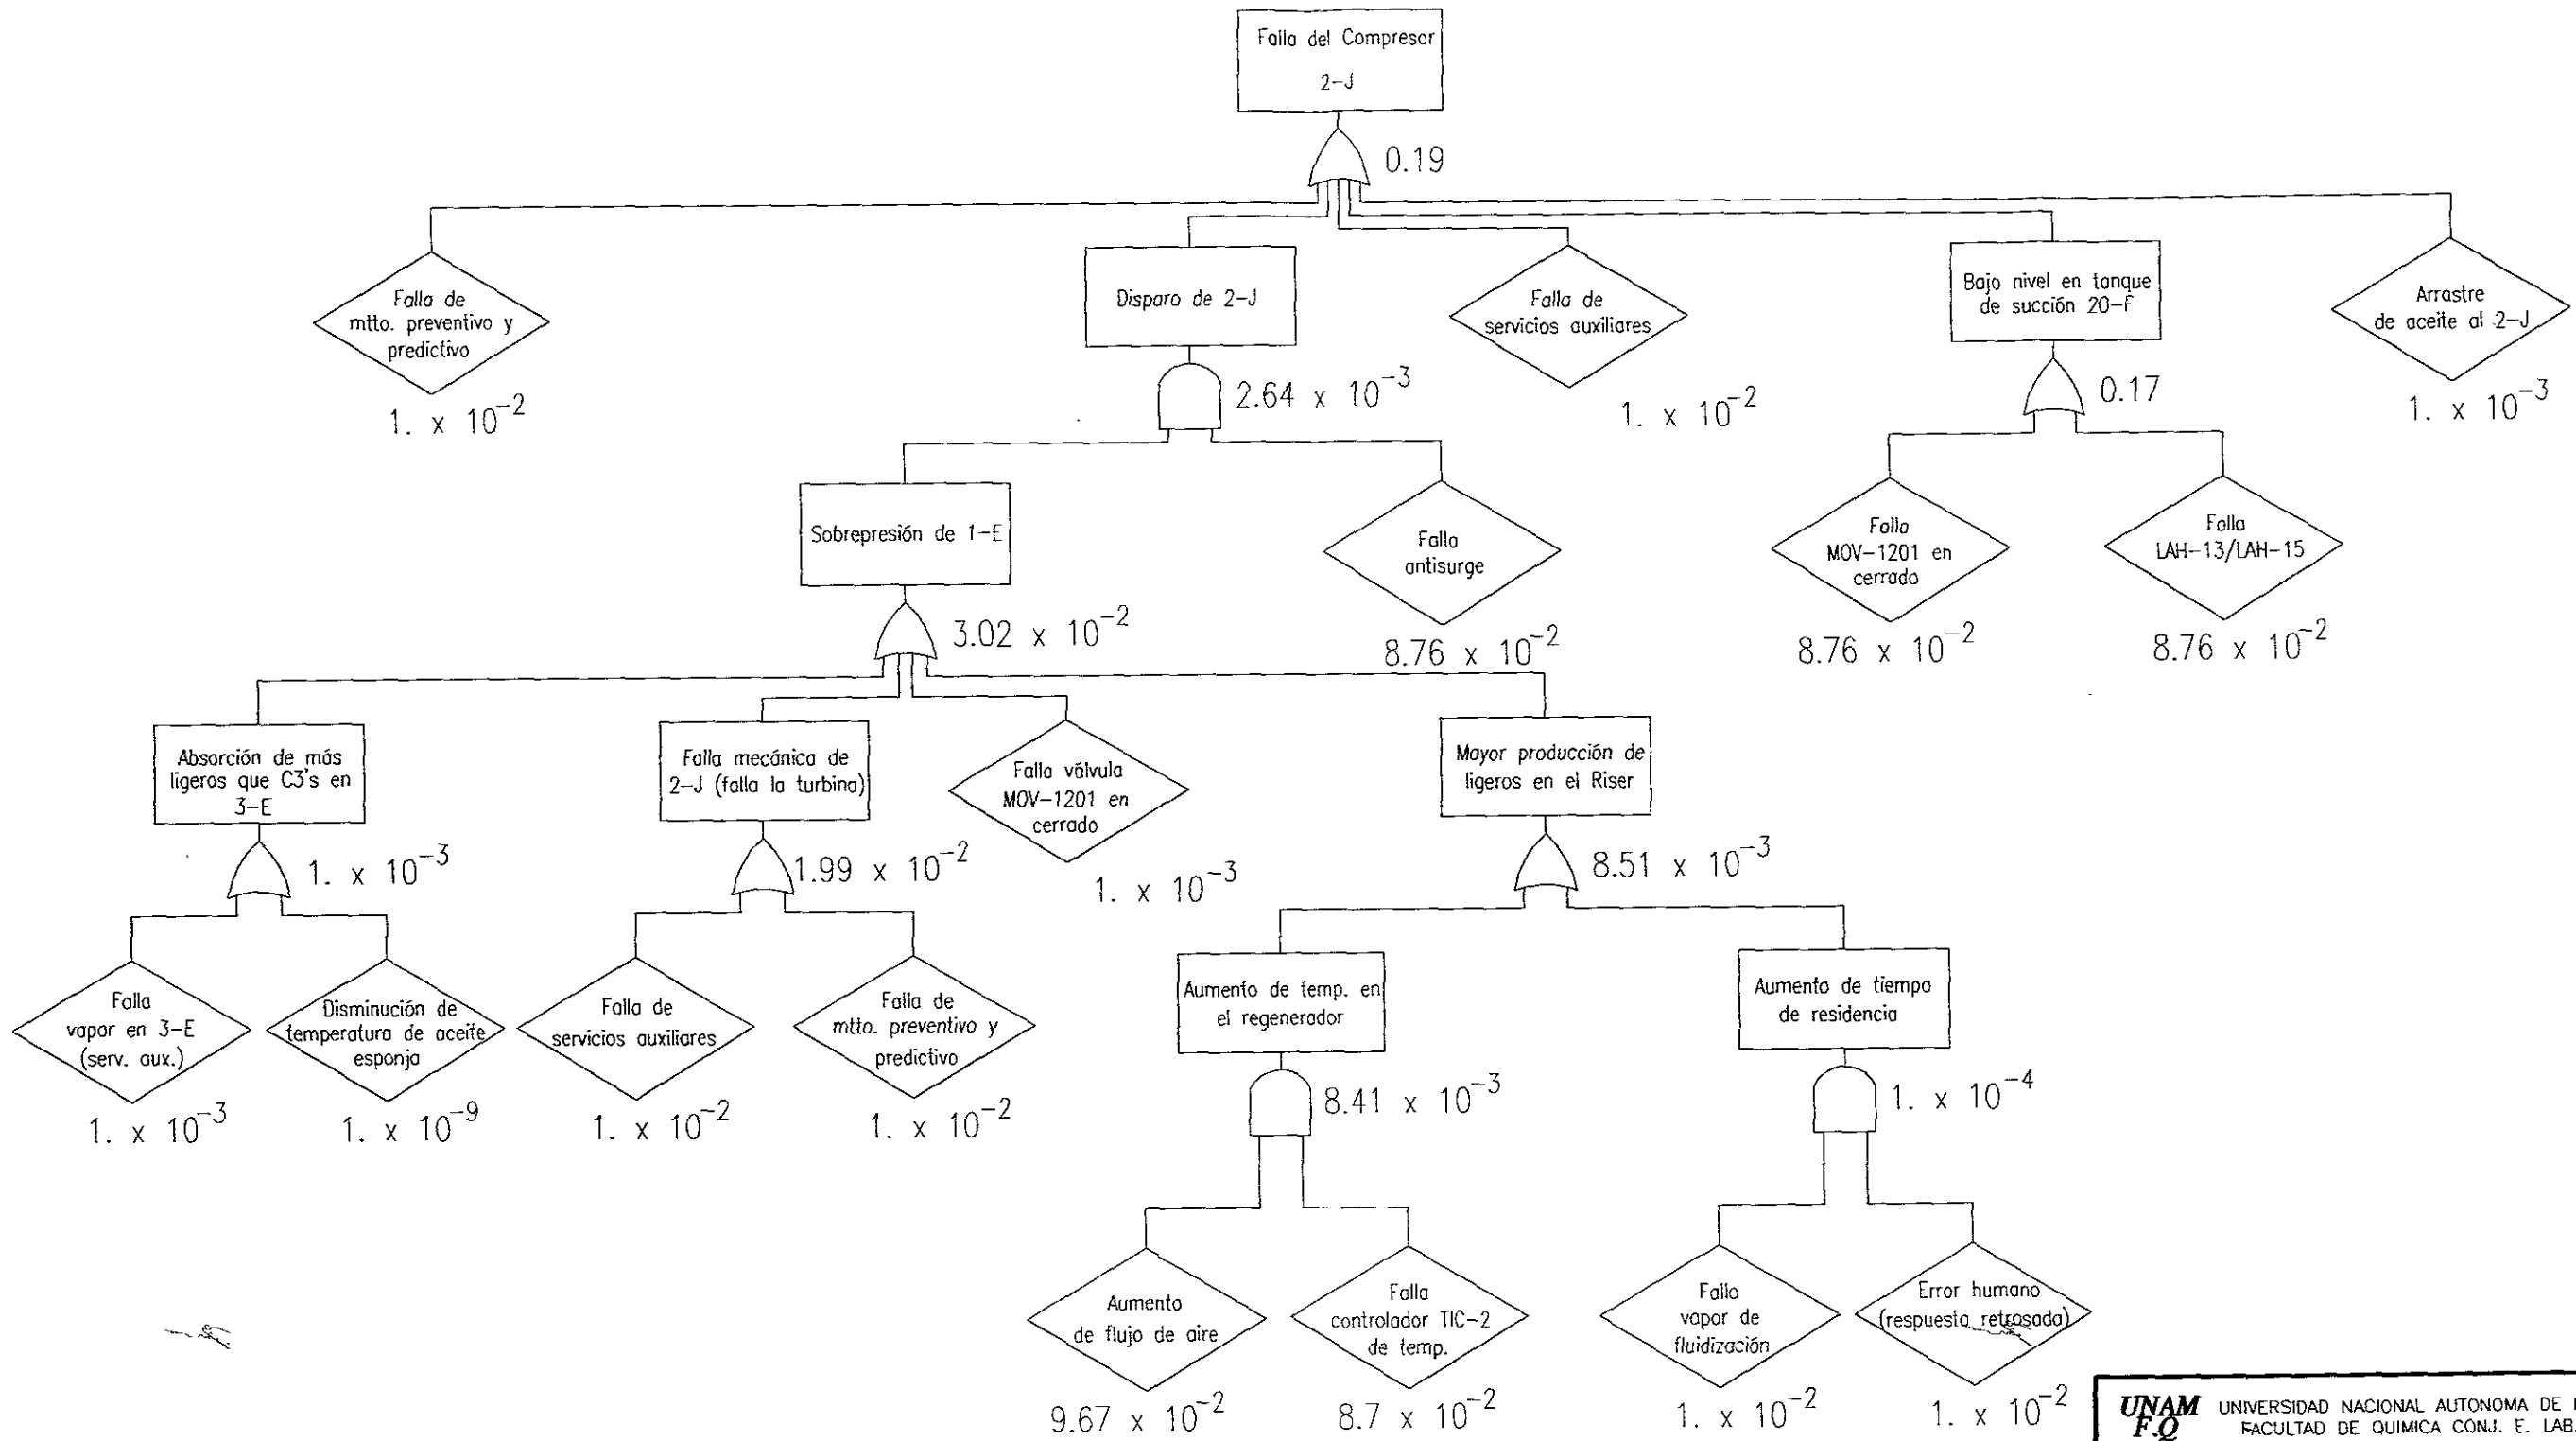 Falla del Compresor
2-J
0.19
Falla de
mtto. preventivo y
predictivo
1. x 10^-2
Disparo de 2-J
2.64 x 10^-3
Falla de
servicios auxiliares
1. x 10^-2
Bajo nivel en tanque
de succión 20-F
0.17
Arrastre
de aceite al 2-J
1. x 10^-3
Sobrepresión de 1-E
3.02 x 10^-2
Falla
antisurge
8.76 x 10^-2
Falla
MOV-1201 en
cerrado
8.76 x 10^-2
Falla
LAH-13/LAH-15
8.76 x 10^-2
Absorción de más
ligeros que C3's en
3-E
1. x 10^-3
Falla mecánica de
2-J (falla la turbina)
1.99 x 10^-2
Falla válvula
MOV-1201 en
cerrado
1. x 10^-3
Mayor producción de
ligeros en el Riser
8.51 x 10^-3
Falla
vapor en 3-E
(serv. aux.)
1. x 10^-3
Disminución de
temperatura de aceite
esponja
1. x 10^-9
Falla de
servicios auxiliares
1. x 10^-2
Falla de
mtto. preventivo y
predictivo
1. x 10^-2
Aumento de temp. en
el regenerador
8.41 x 10^-3
Aumento de tiempo
de residencia
1. x 10^-4
Aumento
de flujo de aire
9.67 x 10^-2
Falla
controlador TIC-2
de temp.
8.7 x 10^-2
Falla
vapor de
fluidización
1. x 10^-2
Error humano
(respuesta retrasada)
1. x 10^-2
UNAM
F.Q
UNIVERSIDAD NACIONAL AUTONOMA DE
FACULTAD DE QUIMICA CONJ. E. LAB.